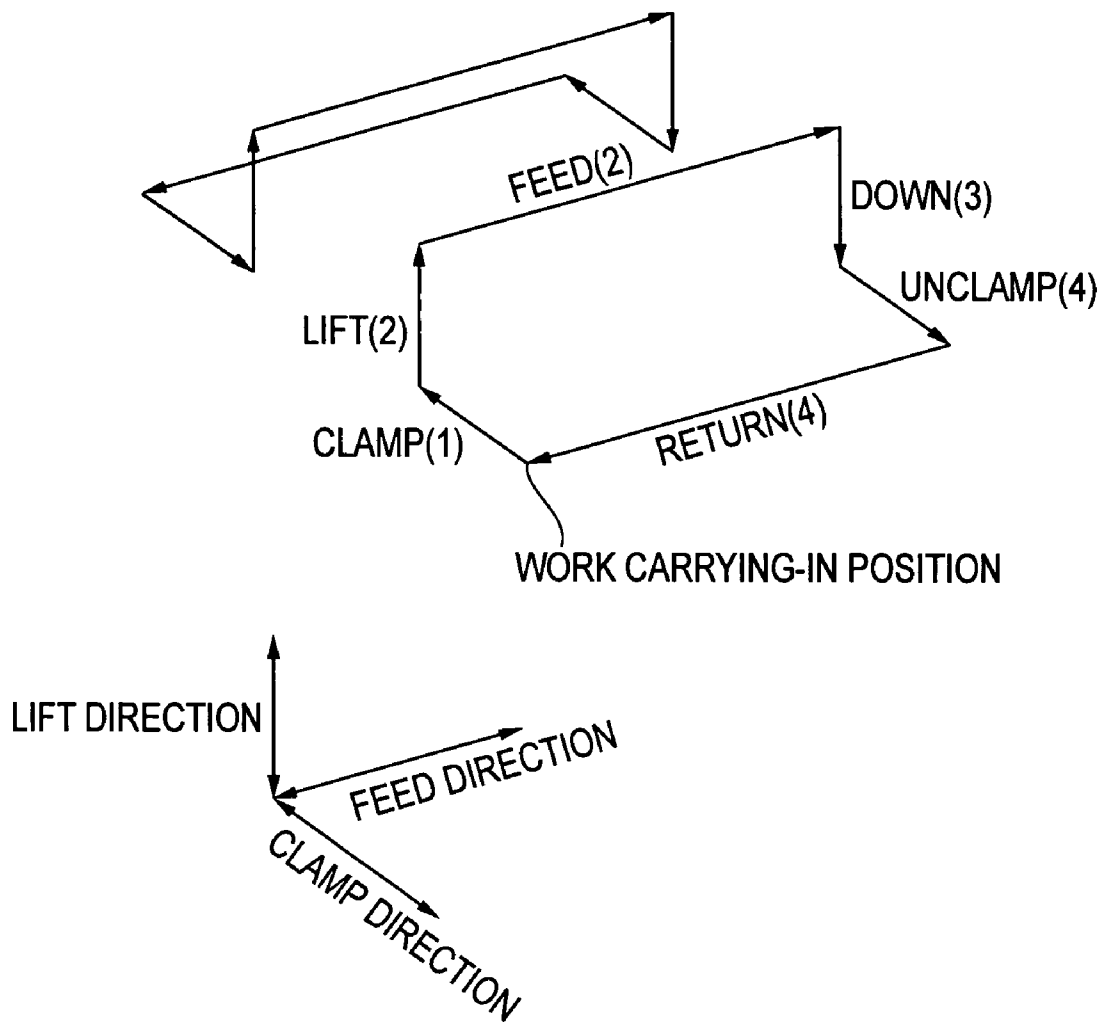 FEED(2)
DOWN(3)
UNCLAMP(4)
LIFT(2)
CLAMP(1)
RETURN(4)
WORK CARRYING-IN POSITION
LIFT DIRECTION
FEED DIRECTION
CLAMP DIRECTION